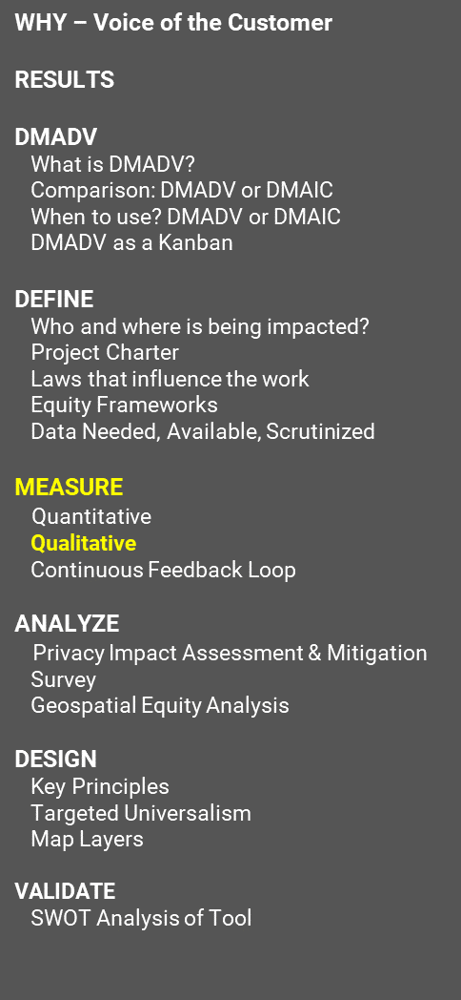 WHY – Voice of the Customer
RESULTS
DMADV
What is DMADV?
Comparison: DMADV or DMAIC
When to use? DMADV or DMAIC
DMADV as a Kanban
DEFINE
Who and where is being impacted?
Project Charter
Laws that influence the work
Equity Frameworks
Data Needed, Available, Scrutinized
MEASURE
Quantitative
Qualitative
Continuous Feedback Loop
ANALYZE
Privacy Impact Assessment & Mitigation
Survey
Geospatial Equity Analysis
DESIGN
Key Principles
Targeted Universalism
Map Layers
VALIDATE
SWOT Analysis of Tool